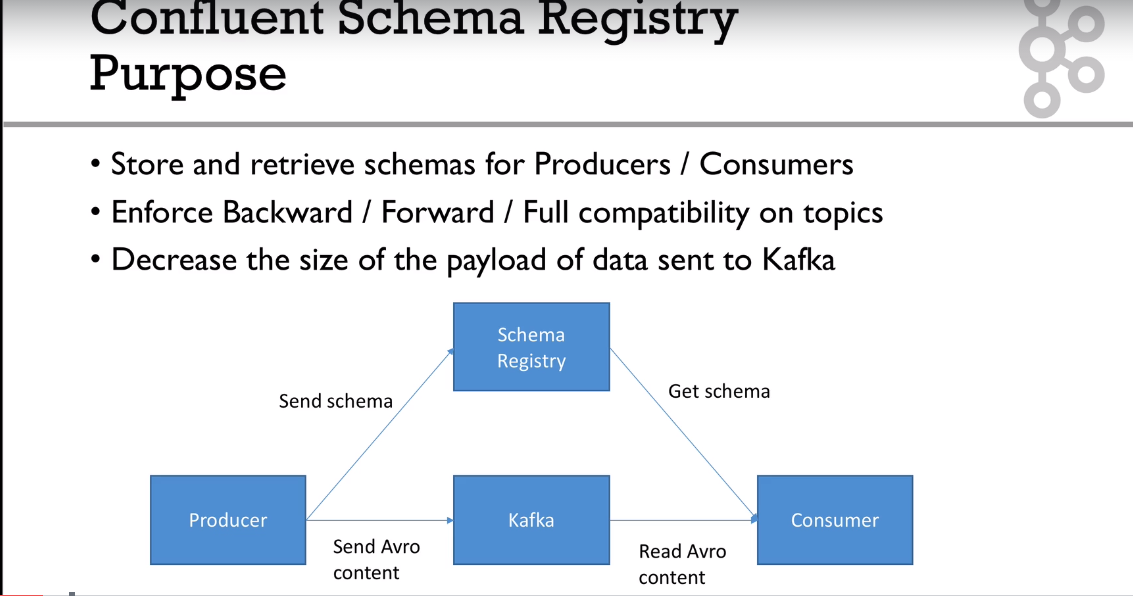 Confluent Schema Registry
Purpose
• Store and retrieve schemas for Producers / Consumers
• Enforce Backward / Forward / Full compatibility on topics
• Decrease the size of the payload of data sent to Kafka
Schema
Registry
Send schema
Get schema
Producer
Kafka
Consumer
Send Avro
content
Read Avro
content